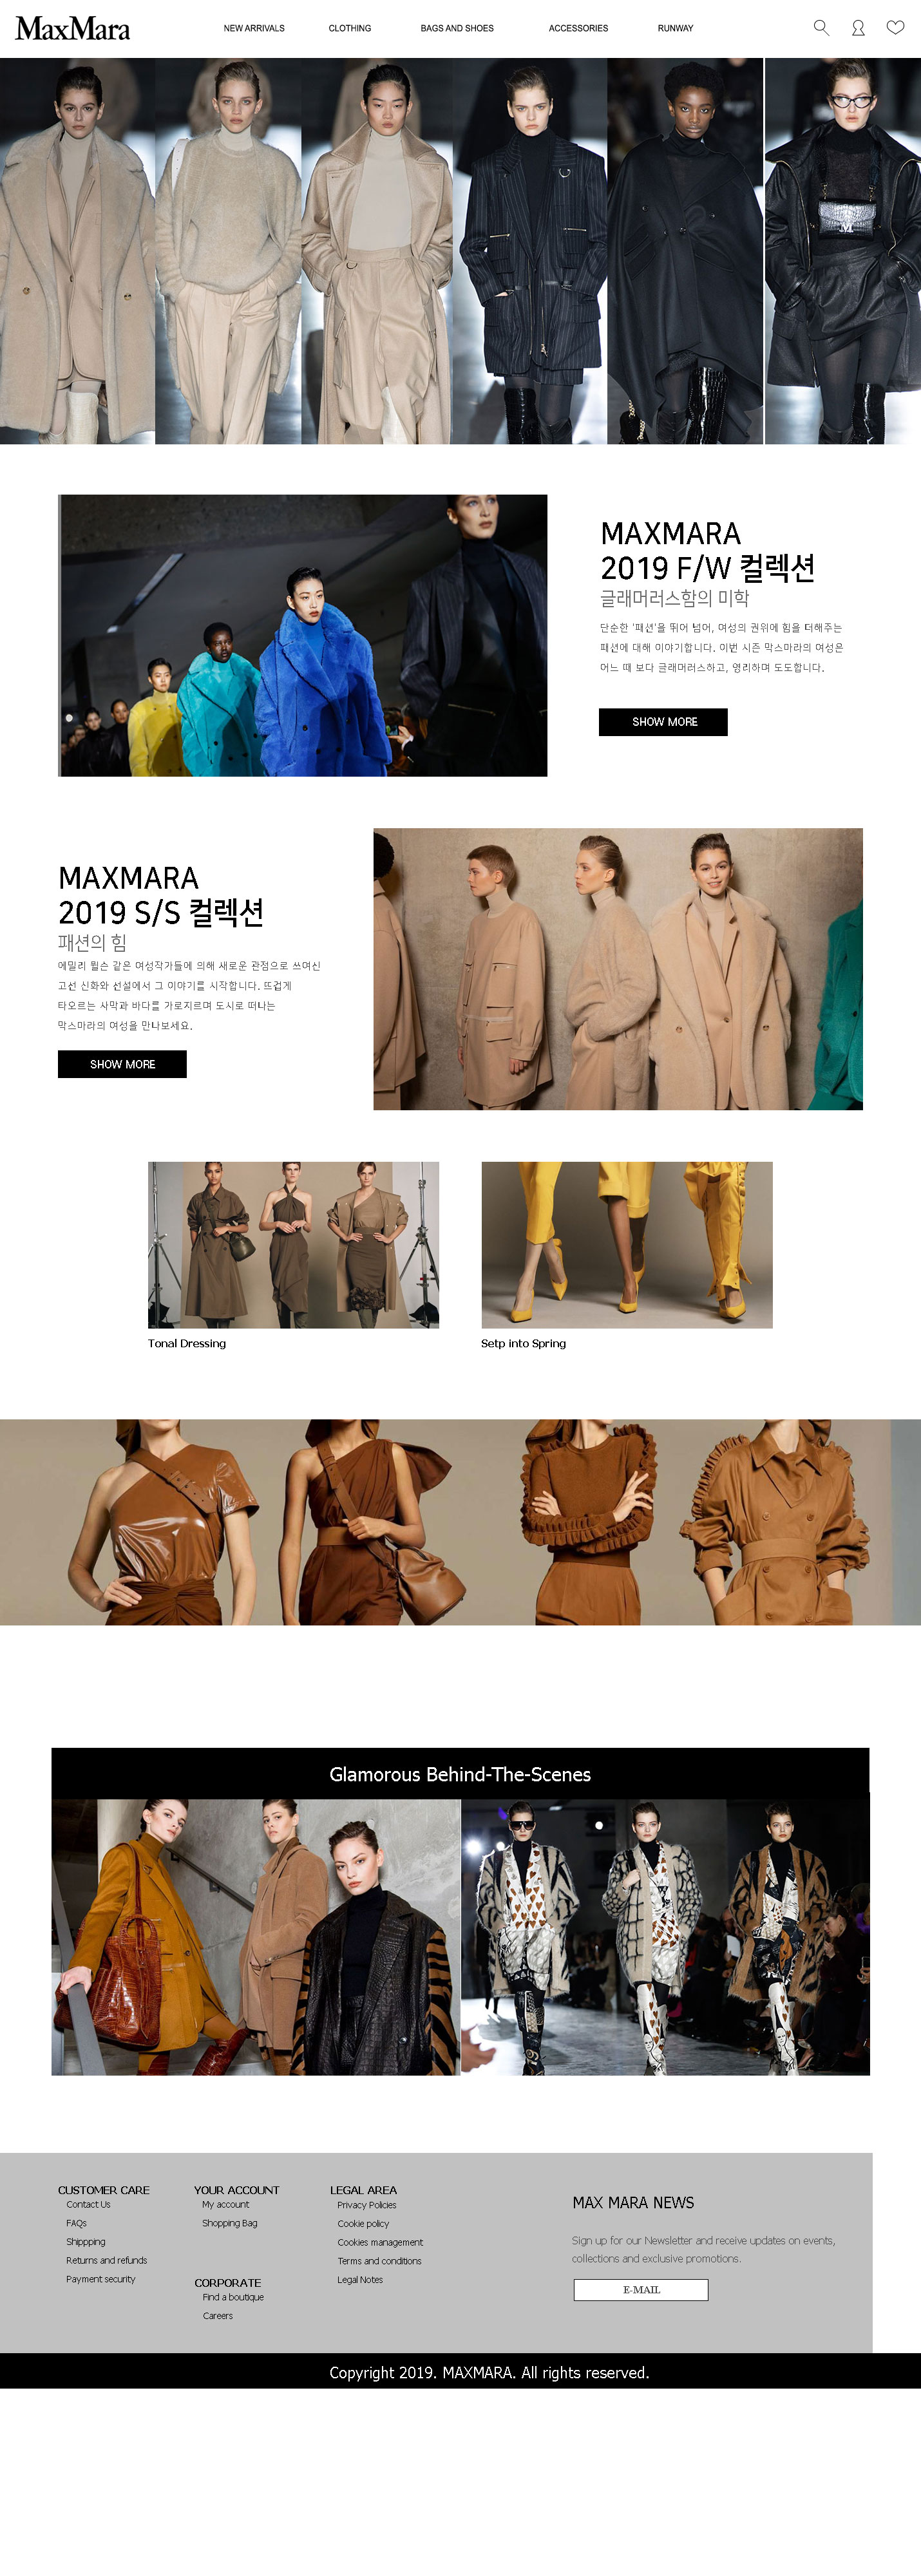 MaxMara
NEW ARRIVALS
CLOTHING
BAGS AND SHOES
ACCESSORIES
RUNWAY
M
MAXMARA
2019 F/W 컬렉션
글래머러스함의 미학
단순한 '패션'을 뛰어 넘어, 여성의 권위에 힘을 더해주는
패션에 대해 이야기합니다. 이번 시즌 막스마라의 여성은
어느 때 보다 글래머러스하고, 영리하며 도도합니다.
SHOW MORE
MAXMARA
2019 S/S 컬렉션
패션의 힘
에밀리 윌슨 같은 여성작가들에 의해 새로운 관점으로 쓰여신
고선 신화와 선설에서 그 이야기를 시작합니다. 뜨겁게
타오르는 사막과 바다를 가로지르며 도시로 떠나는
막스마라의 여성을 만나보세요.
SHOW MORE
Tonal Dressing
Setp into Spring
Glamorous Behind-The-Scenes
CUSTOMER CARE
Contact Us
FAQs
Shippping
Returns and refunds
Payment security
YOUR ACCOUNT
My account
Shopping Bag
CORPORATE
Find a boutique
Careers
LEGAL AREA
Privacy Policies
Cookie policy
Cookies management
Terms and conditions
Legal Notes
MAX MARA NEWS
Sign up for our Newsletter and receive updates on events,
collections and exclusive promotions.
E-MAIL
Copyright 2019. MAXMARA. All rights reserved.